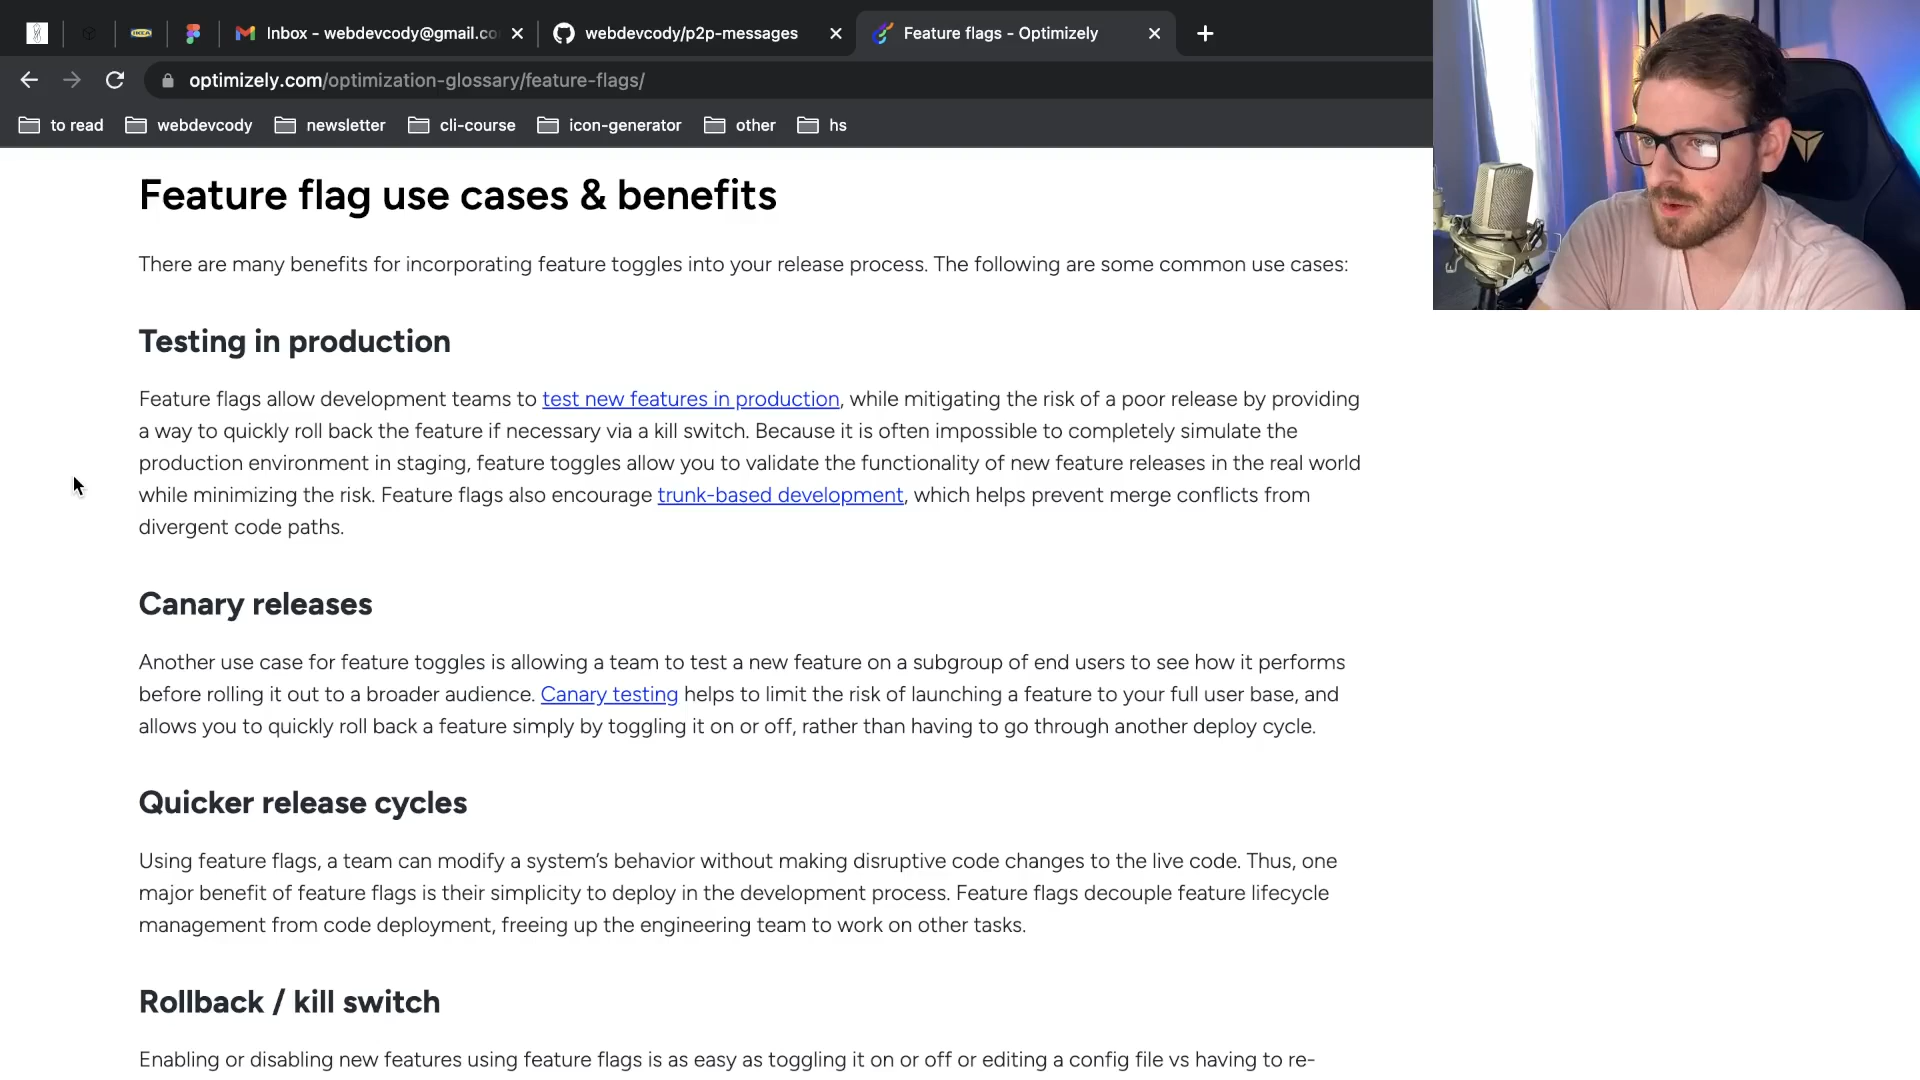 IKEA
Inbox - webdevcody@gmail.co
webdevcody/p2p-messages
Feature flags - Optimizely
optimizely.com/optimization-glossary/feature-flags/
to read
webdevcody
newsletter
cli-course
icon-generator
other
hs
Feature flag use cases & benefits
There are many benefits for incorporating feature toggles into your release process. The following are some common use cases:
Testing in production
Feature flags allow development teams to test new features in production, while mitigating the risk of a poor release by providing
a way to quickly roll back the feature if necessary via a kill switch. Because it is often impossible to completely simulate the
production environment in staging, feature toggles allow you to validate the functionality of new feature releases in the real world
while minimizing the risk. Feature flags also encourage trunk-based development, which helps prevent merge conflicts from
divergent code paths.
Canary releases
Another use case for feature toggles is allowing a team to test a new feature on a subgroup of end users to see how it performs
before rolling it out to a broader audience. Canary testing helps to limit the risk of launching a feature to your full user base, and
allows you to quickly roll back a feature simply by toggling it on or off, rather than having to go through another deploy cycle.
Quicker release cycles
Using feature flags, a team can modify a system's behavior without making disruptive code changes to the live code. Thus, one
major benefit of feature flags is their simplicity to deploy in the development process. Feature flags decouple feature lifecycle
management from code deployment, freeing up the engineering team to work on other tasks.
Rollback / kill switch
Enabling or disabling new features using feature flags is as easy as toggling it on or off or editing a config file vs having to re-